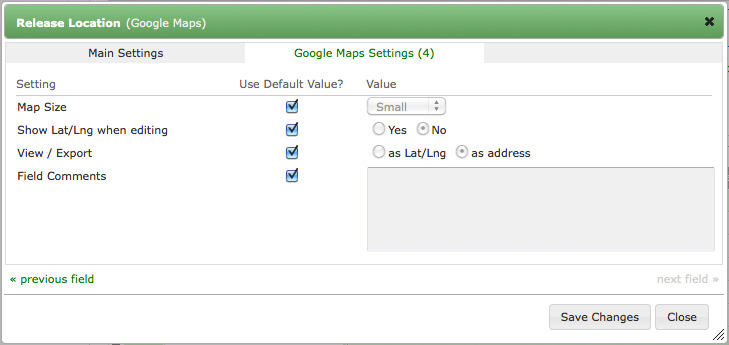 Release Location (Google Maps)
Main Settings Google Maps Settings (4)
Setting Use Default Value? Value
Map Size Small
Show Lat/Lng when editing Yes No
View / Export as Lat/Lng as address
Field Comments
« previous field next field »
Save Changes Close